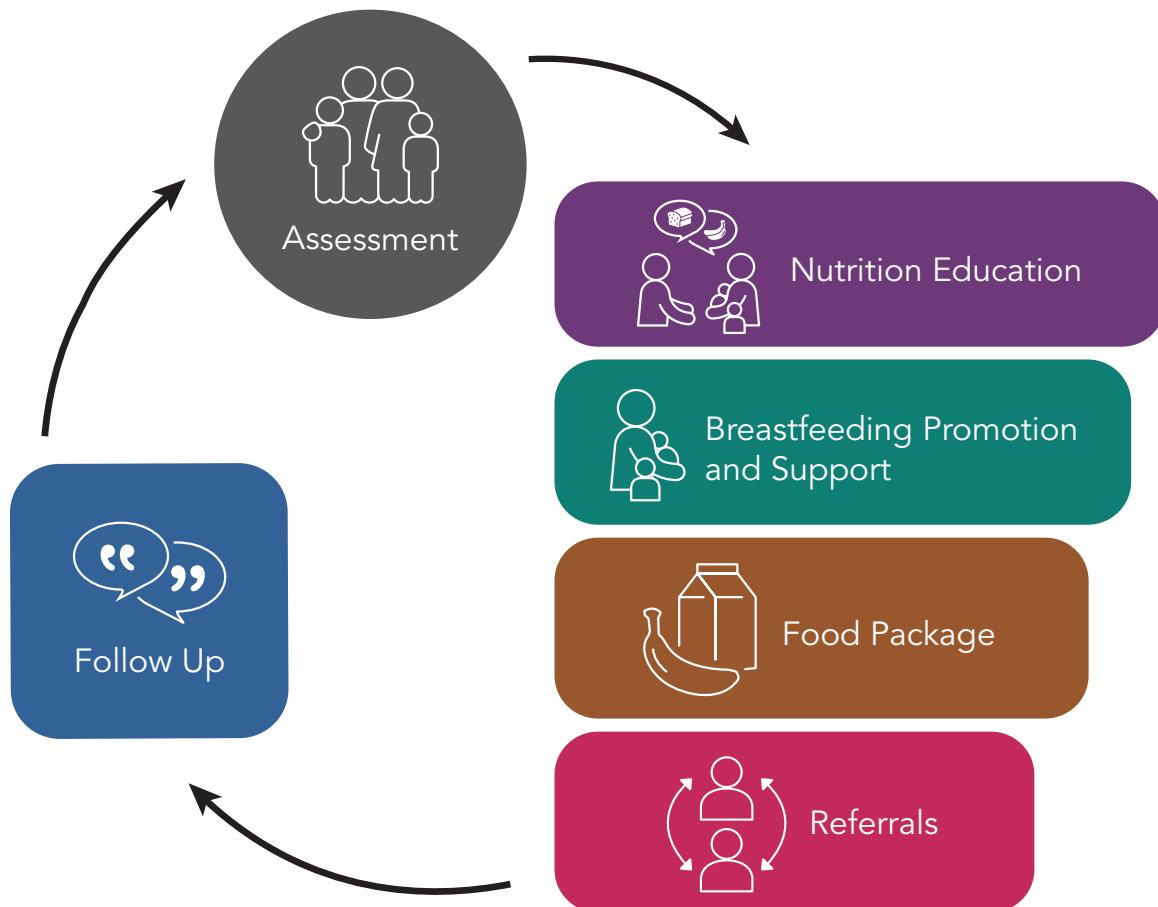 Assessment
Nutrition Education
Breastfeeding Promotion
and Support
Food Package
Referrals
Follow Up